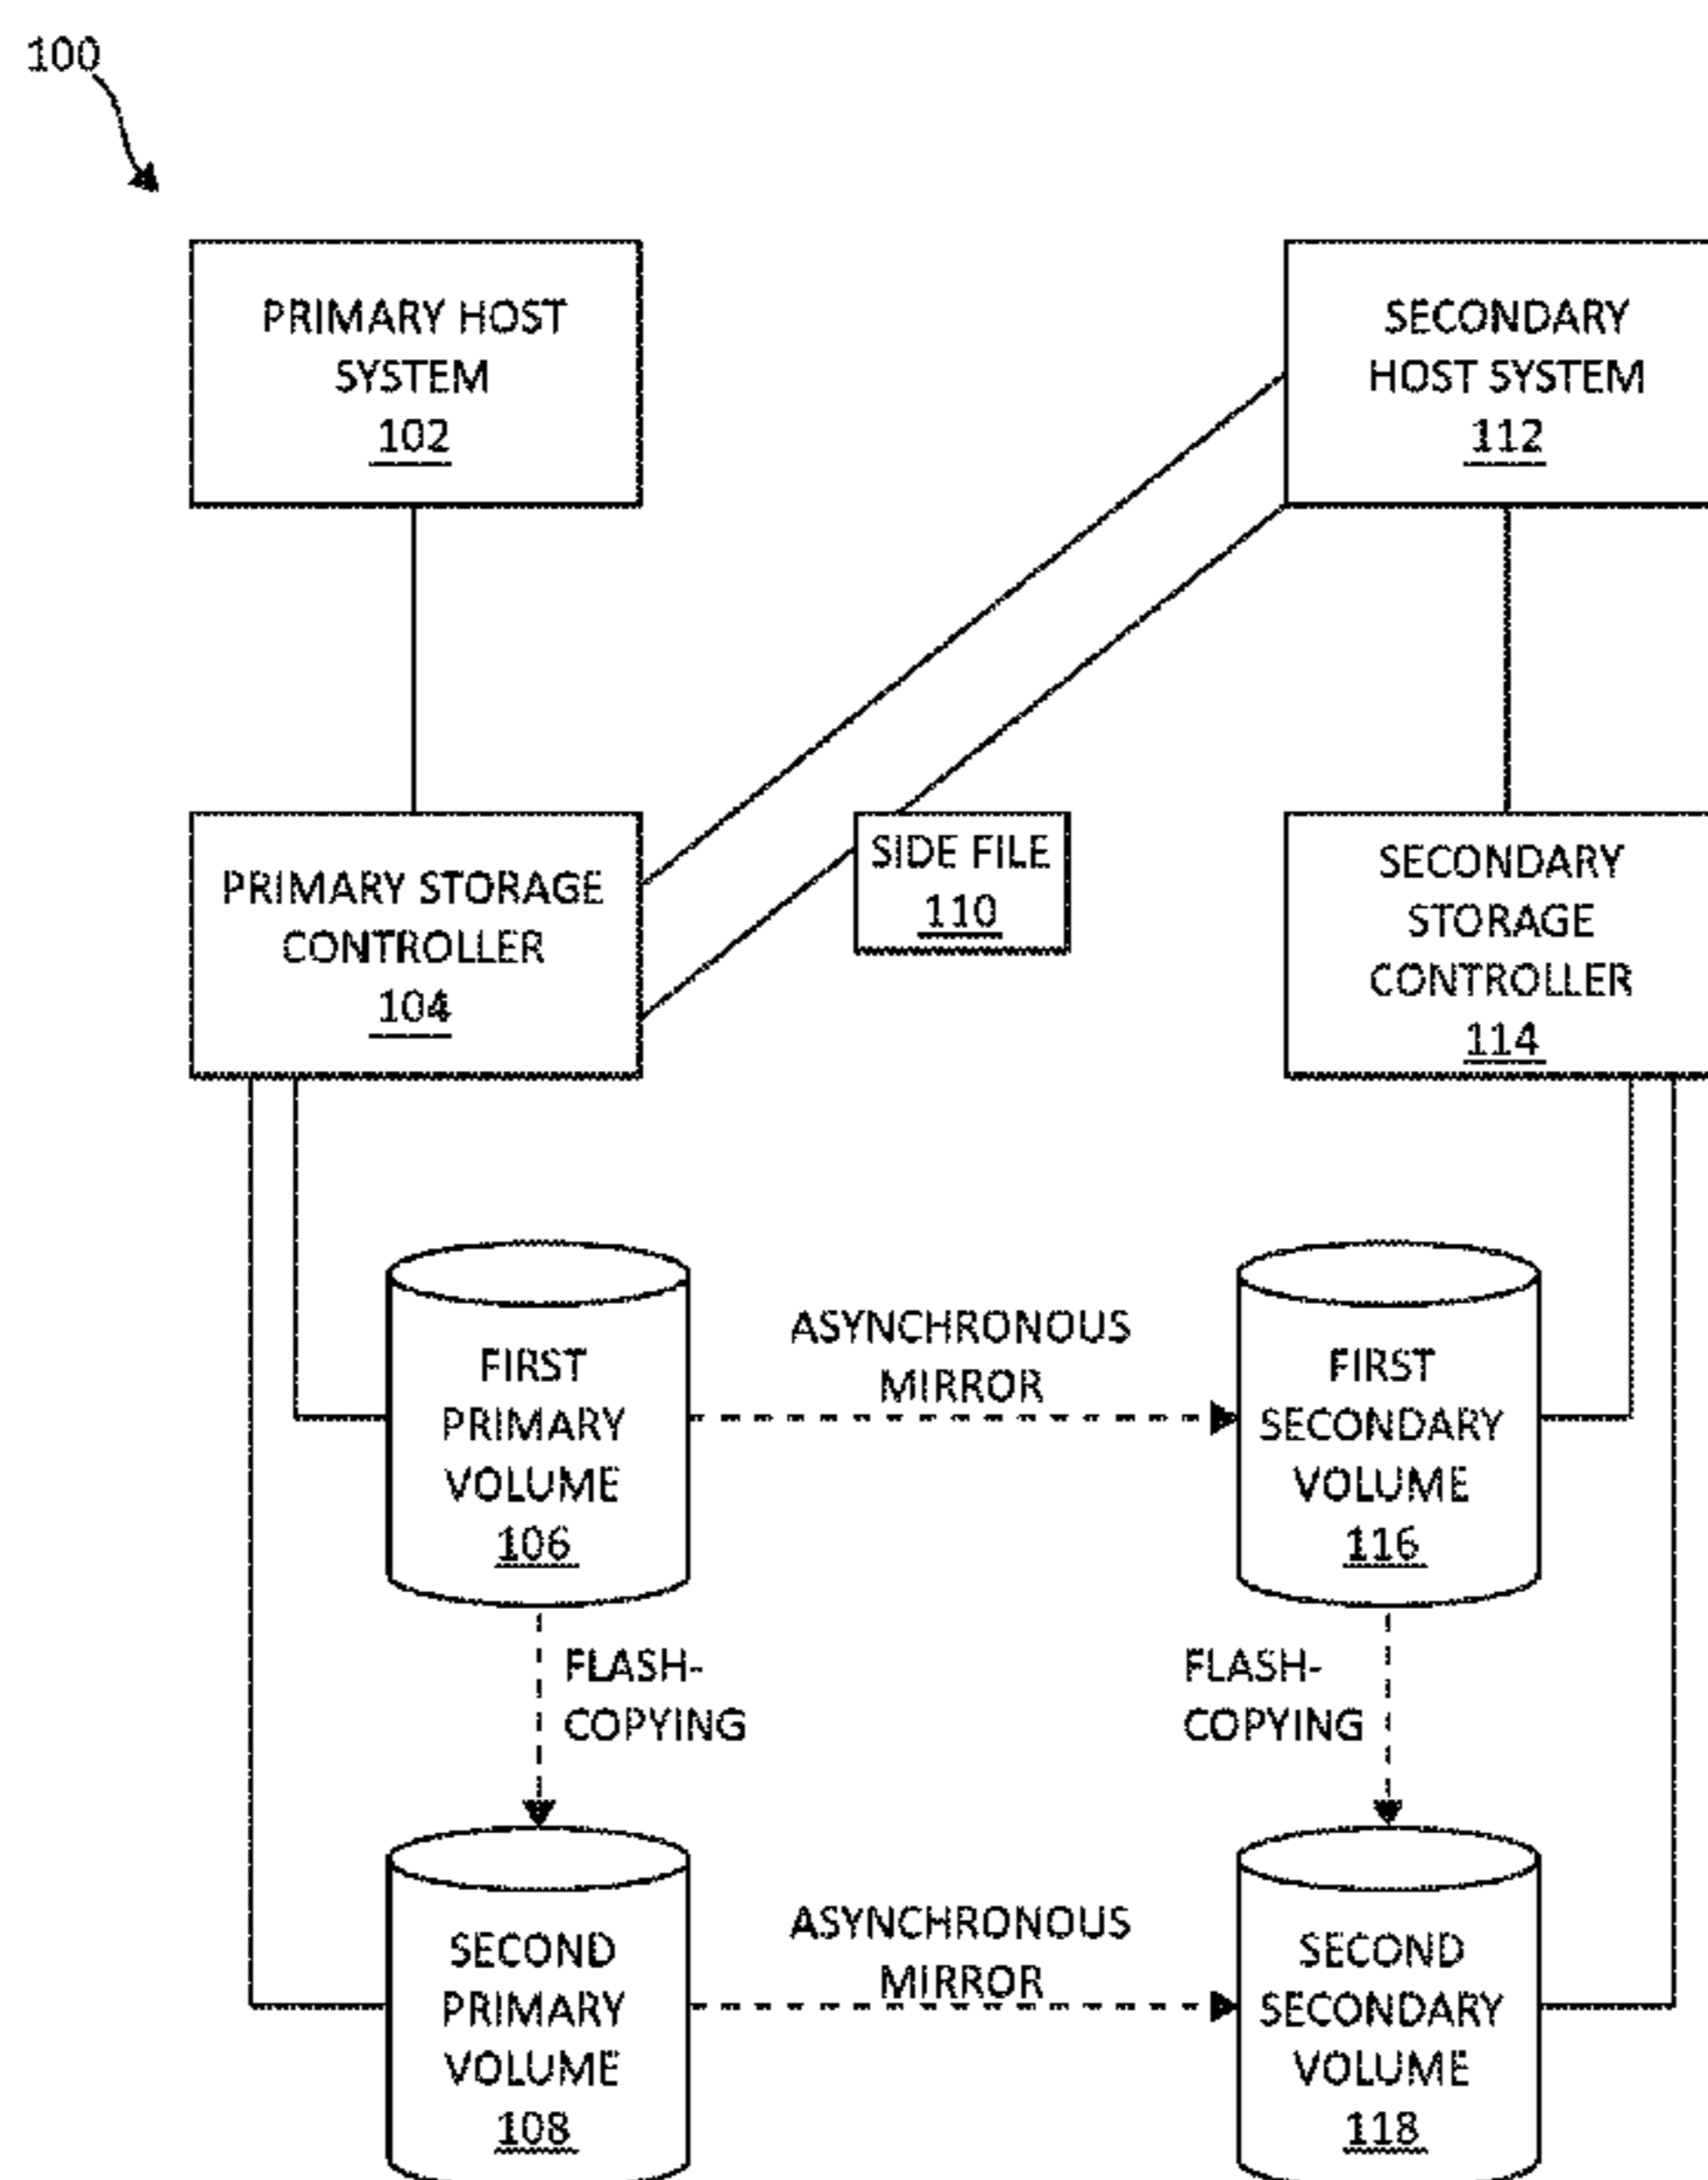 100
PRIMARY HOST
SYSTEM
102
SECONDARY
HOST SYSTEM
112
PRIMARY STORAGE
CONTROLLER
104
SIDE FILE
110
SECONDARY
STORAGE
CONTROLLER
114
FIRST
PRIMARY
VOLUME
106
ASYNCHRONOUS
MIRROR
FIRST
SECONDARY
VOLUME
116
FLASH-
COPYING
FLASH-
COPYING
SECOND
PRIMARY
VOLUME
108
ASYNCHRONOUS
MIRROR
SECOND
SECONDARY
VOLUME
118